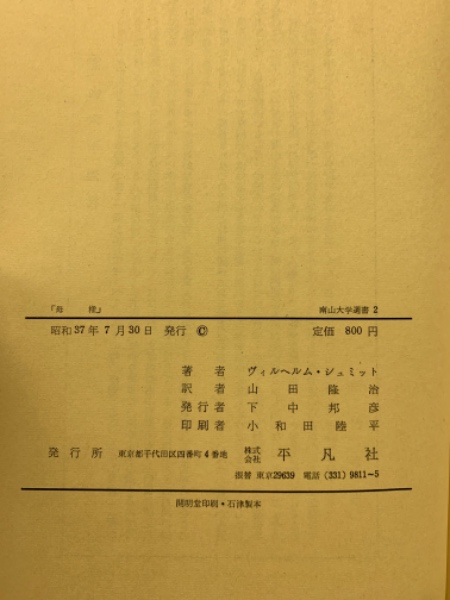 『母権』 南山大学選書 2
昭和37年7月30日 発行 © 定価 800円
著者 ヴィルヘルム・シュミット
訳者 山田隆治
発行者 下中邦彦
印刷者 小和田陸平
発行所 東京都千代田区四番町4番地 株式会社 平凡社
振替 東京29639 電話 (331) 9811~5
開明堂印刷・石津製本